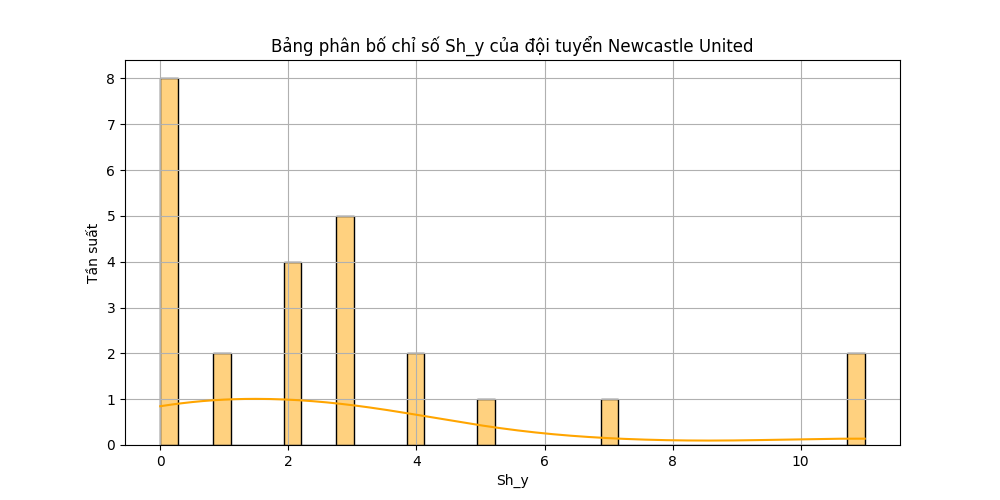 Bảng phân bố chỉ số Sh_y của đội tuyển Newcastle United
Tần suất
8
7
6
5
4
3
2
1
0
0 2 4 6 8 10
Sh_y